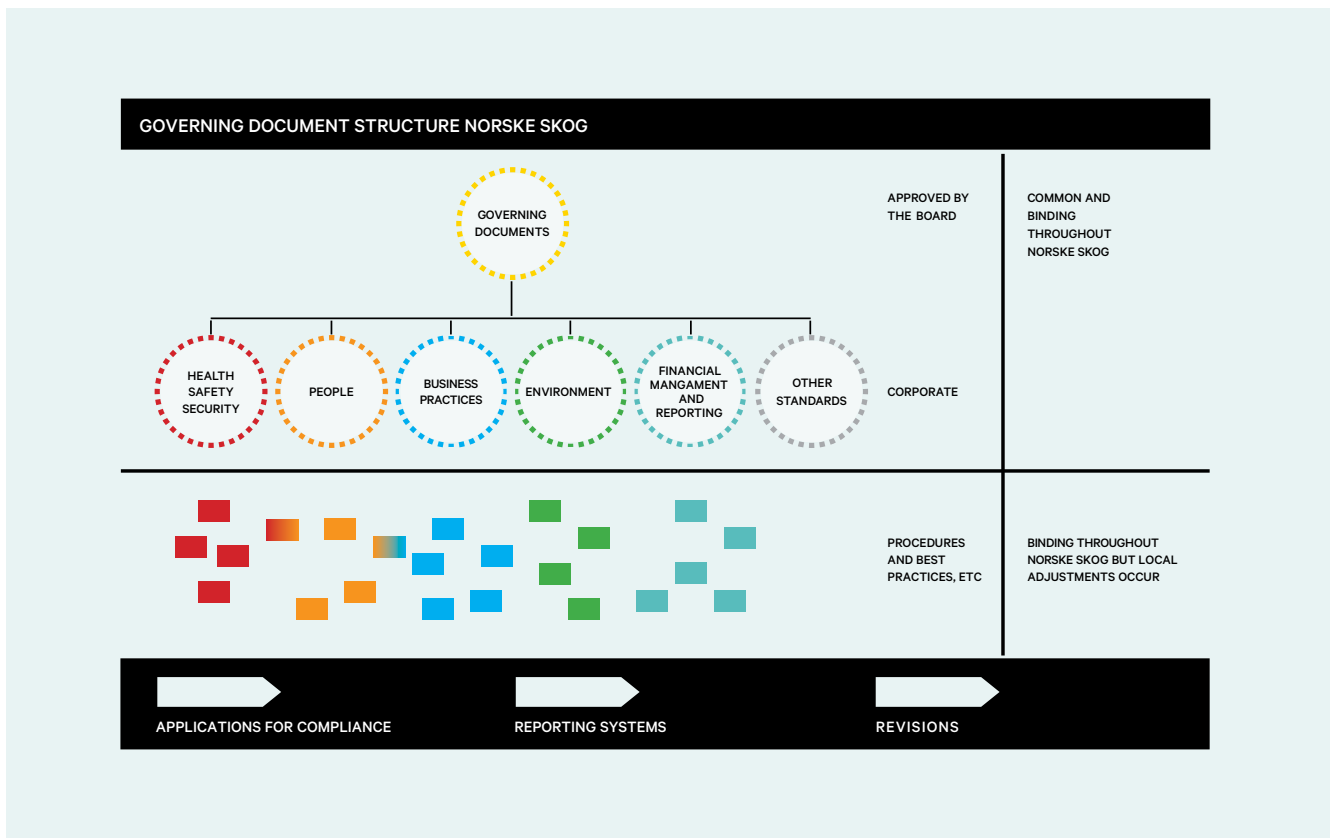 GOVERNING DOCUMENT STRUCTURE NORSKE SKOG
GOVERNING
DOCUMENTS
APPROVED BY
THE BOARD
COMMON AND
BINDING
THROUGHOUT
NORSKE SKOG
HEALTH
SAFETY
SECURITY
PEOPLE
BUSINESS
PRACTICES
ENVIRONMENT
FINANCIAL
MANGAMENT
AND
REPORTING
OTHER
STANDARDS
CORPORATE
PROCEDURES
AND BEST
PRACTICES, ETC
BINDING THROUGHOUT
NORSKE SKOG BUT LOCAL
ADJUSTMENTS OCCUR
APPLICATIONS FOR COMPLIANCE
REPORTING SYSTEMS
REVISIONS